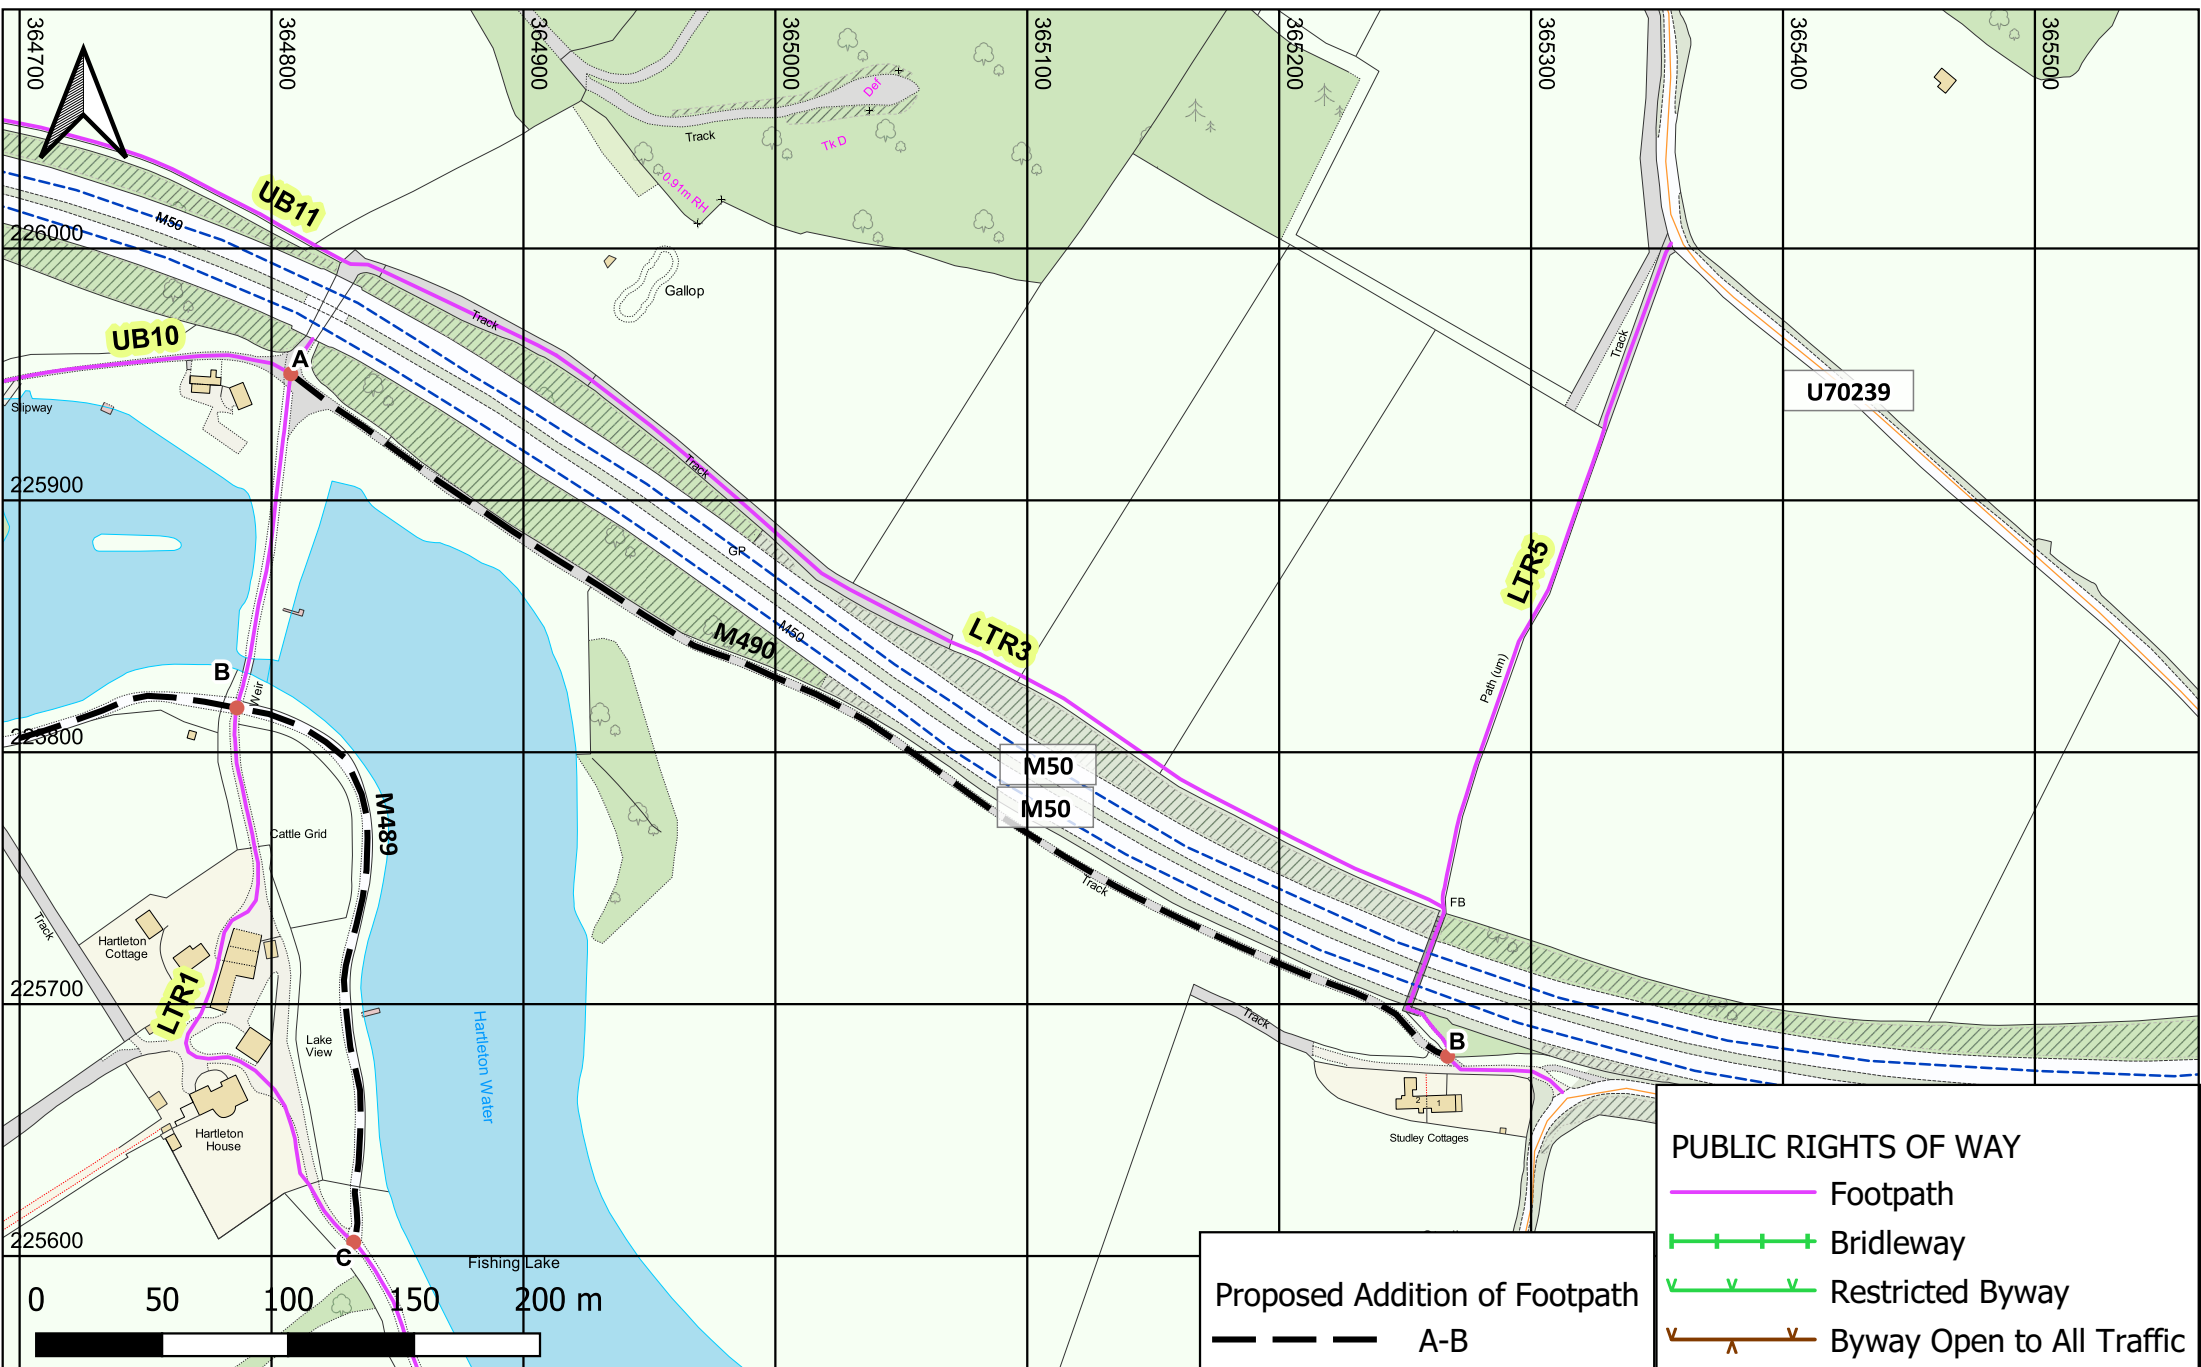 364700
364800
364900
365000
365100
365200
365300
365400
365500
Def
Track
Tk D
0.91m RH
UB11
M50
226000
Gallop
Track
UB10
A
Track
U70239
Slipway
Track
225900
GP
LTR5
M50
M490
LTR3
Path (um)
B
Weir
225800
M50
M50
M489
Cattle Grid
Track
FB
Track
Hartleton
Cottage
LTR1
225700
Track
Lake
View
Hartleton Water
B
2
1
Studley Cottages
Hartleton
House
225600
C
Fishing Lake
0 50 100 150 200 m
Proposed Addition of Footpath
A-B
PUBLIC RIGHTS OF WAY
Footpath
Bridleway
Restricted Byway
Byway Open to All Traffic